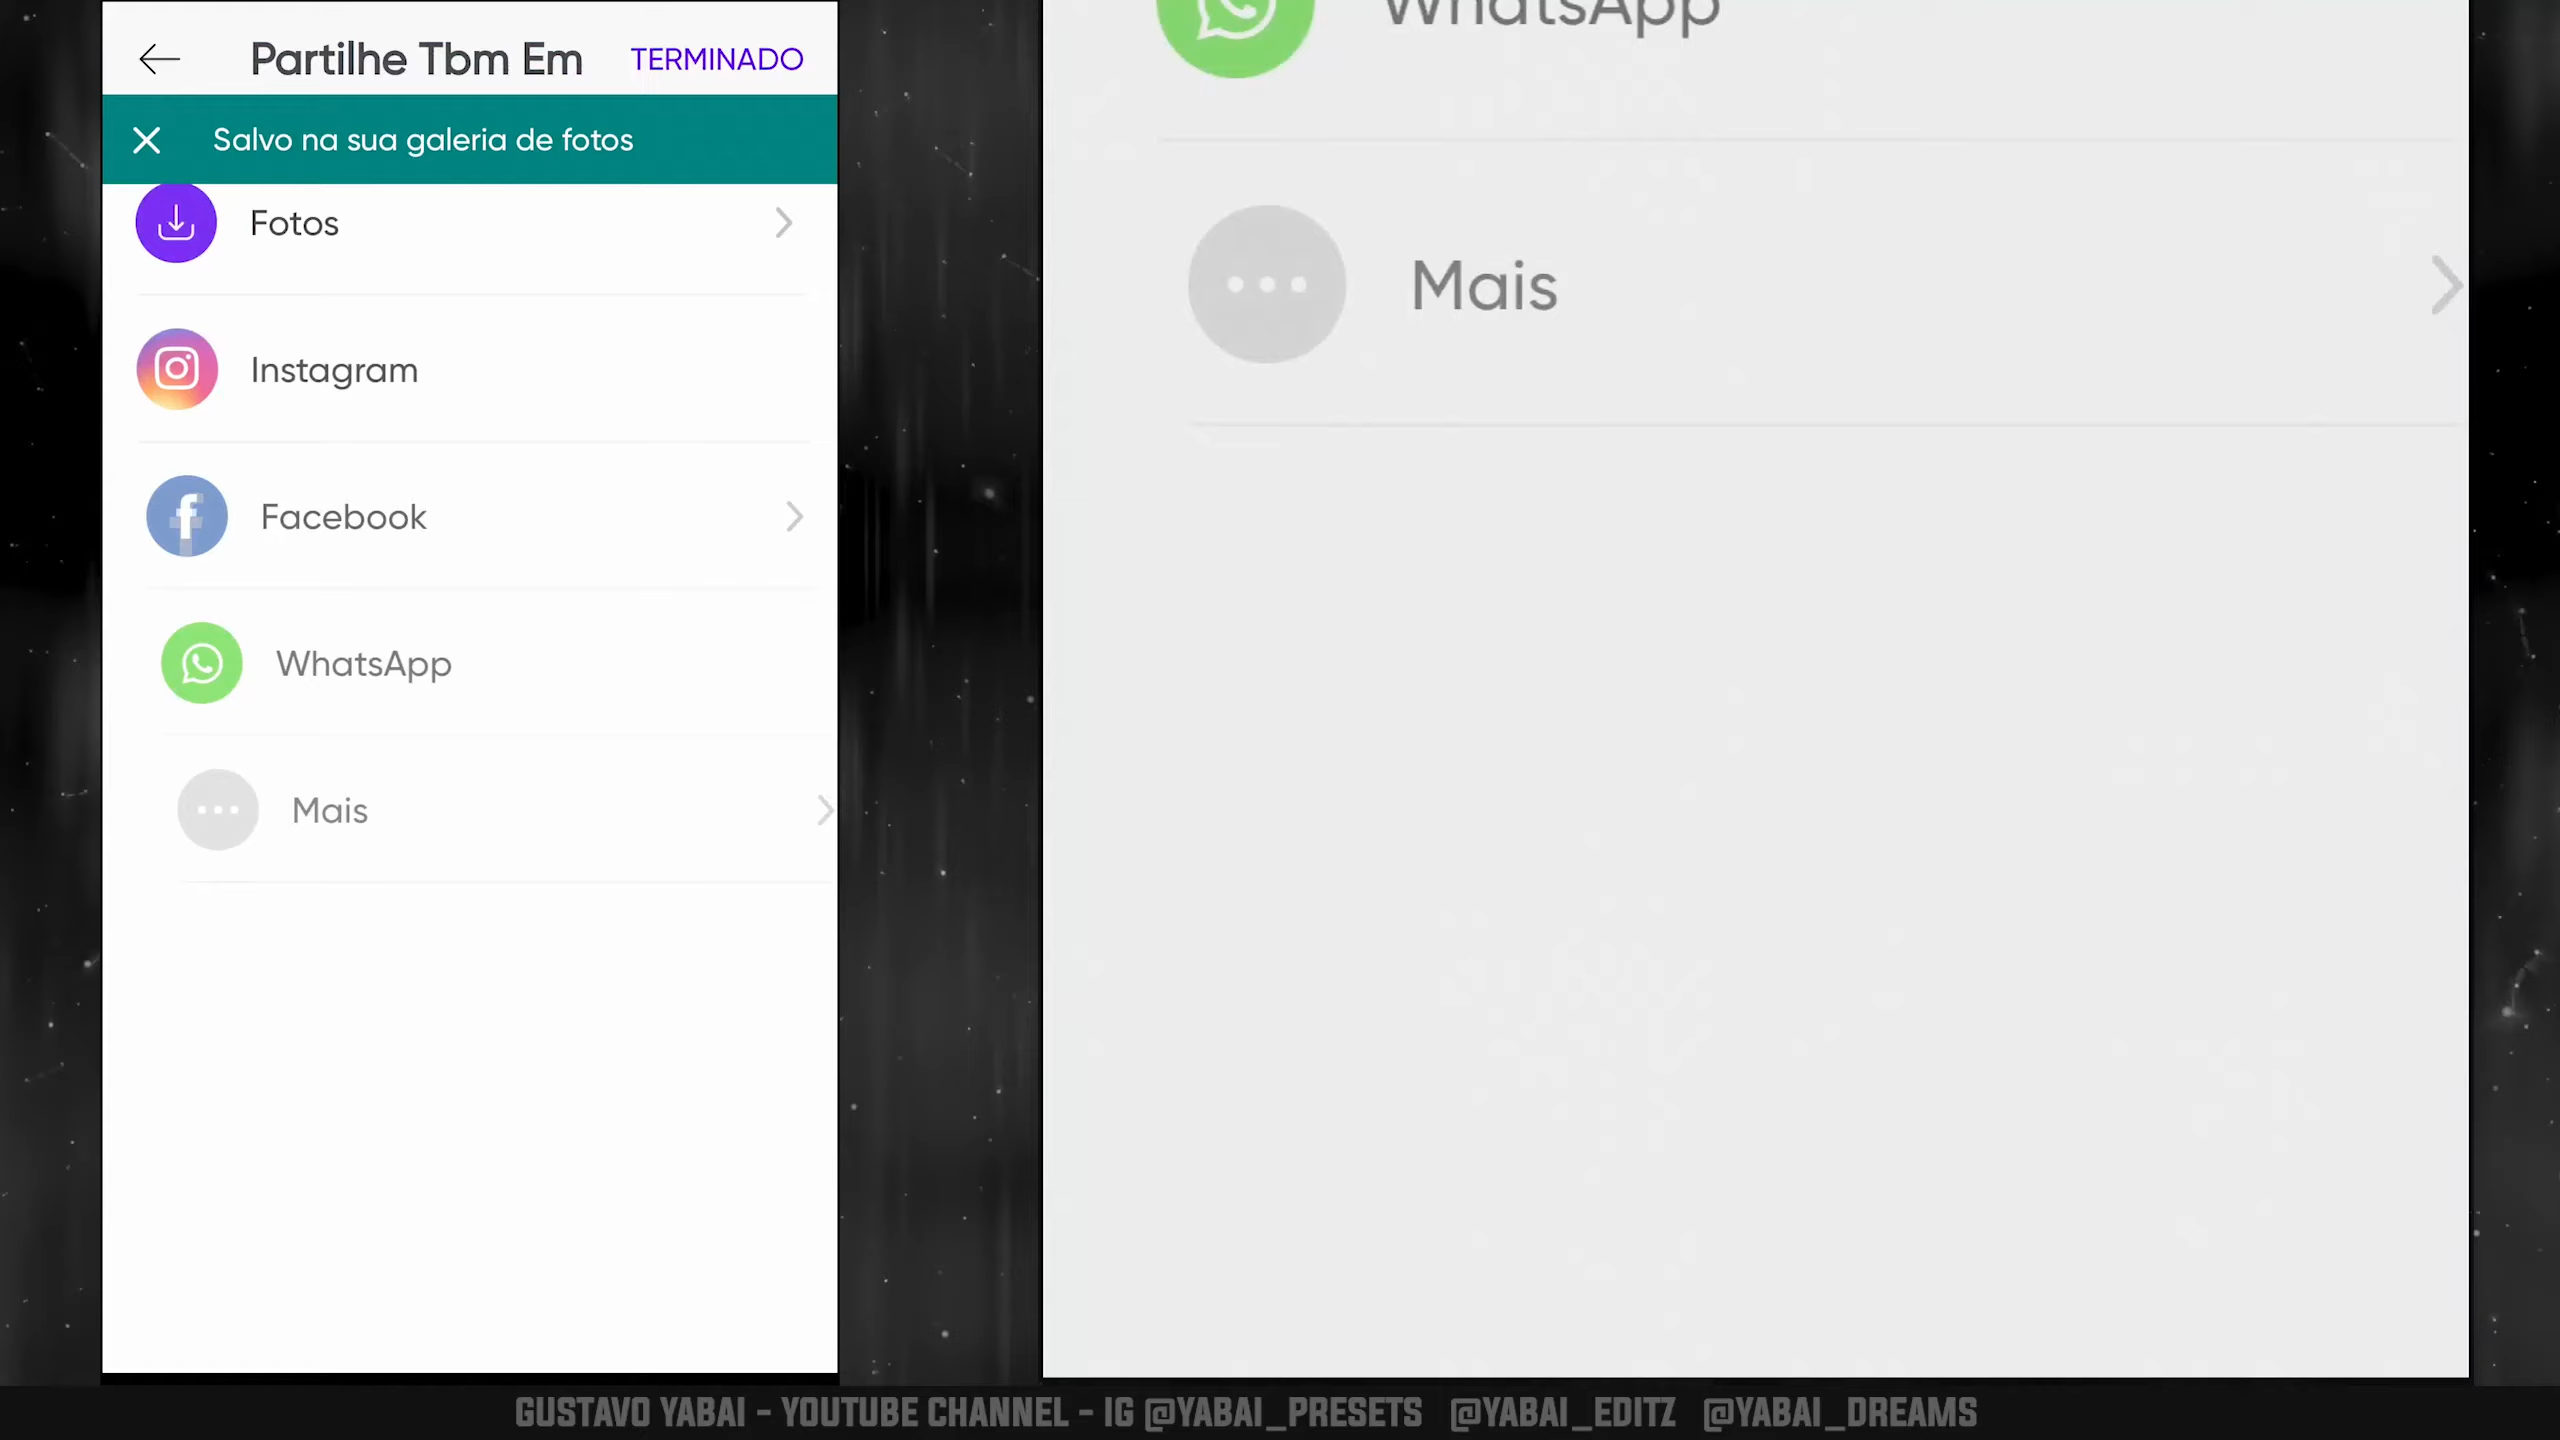 Partilhe Tbm Em
TERMINADO
Salvo na sua galeria de fotos
Fotos
Instagram
Facebook
WhatsApp
Mais
WhatsApp
Mais
GUSTAVO YABAI - YOUTUBE CHANNEL - IG @YABAI_PRESETS @YABAI_EDITZ @YABAI_DREAMS